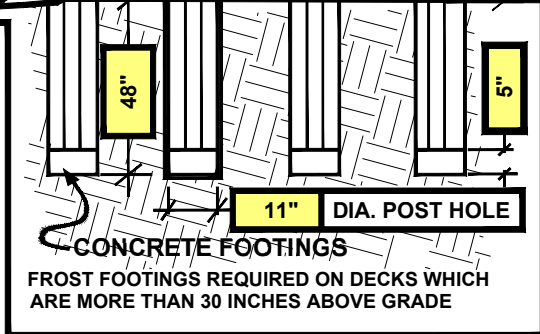 48"
5"
11" DIA. POST HOLE
CONCRETE FOOTINGS
FROST FOOTINGS REQUIRED ON DECKS WHICH
ARE MORE THAN 30 INCHES ABOVE GRADE